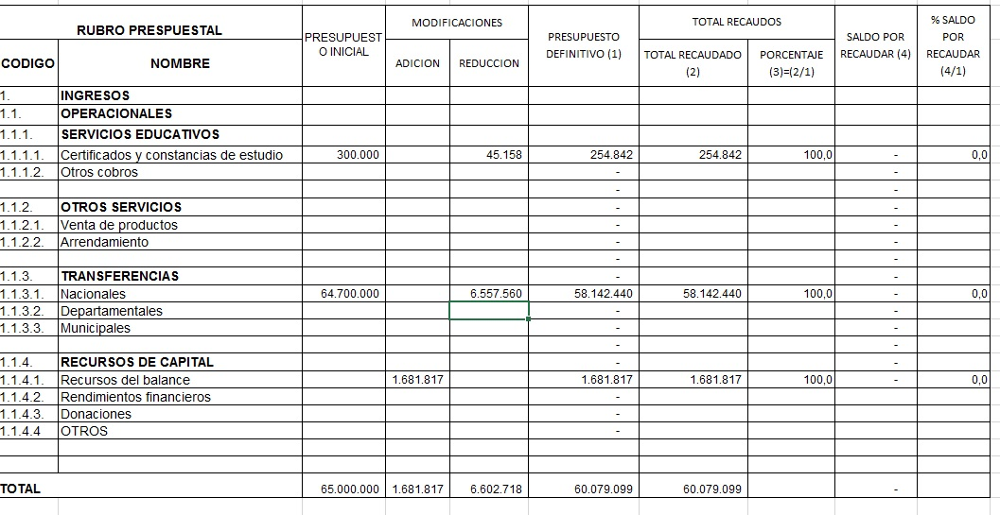 RUBRO PRESPUESTAL PRESUPUESTO INICIAL MODIFICACIONES PRESUPUESTO DEFINITIVO (1) TOTAL RECAUDOS SALDO POR RECAUDAR (4) % SALDO POR RECAUDAR (4/1)
CODIGO NOMBRE ADICION REDUCCION TOTAL RECAUDADO (2) PORCENTAJE (3)=(2/1)
1. INGRESOS
1.1. OPERACIONALES
1.1.1. SERVICIOS EDUCATIVOS
1.1.1.1. Certificados y constancias de estudio 300.000 45.158 254.842 254.842 100,0 - 0,0
1.1.1.2. Otros cobros - -
- -
1.1.2. OTROS SERVICIOS - -
1.1.2.1. Venta de productos - -
1.1.2.2. Arrendamiento - -
- -
1.1.3. TRANSFERENCIAS - -
1.1.3.1. Nacionales 64.700.000 6.557.560 58.142.440 58.142.440 100,0 - 0,0
1.1.3.2. Departamentales - -
1.1.3.3. Municipales - -
- -
1.1.4. RECURSOS DE CAPITAL - -
1.1.4.1. Recursos del balance 1.681.817 1.681.817 1.681.817 100,0 - 0,0
1.1.4.2. Rendimientos financieros -
1.1.4.3. Donaciones -
1.1.4.4 OTROS -
TOTAL 65.000.000 1.681.817 6.602.718 60.079.099 60.079.099 -